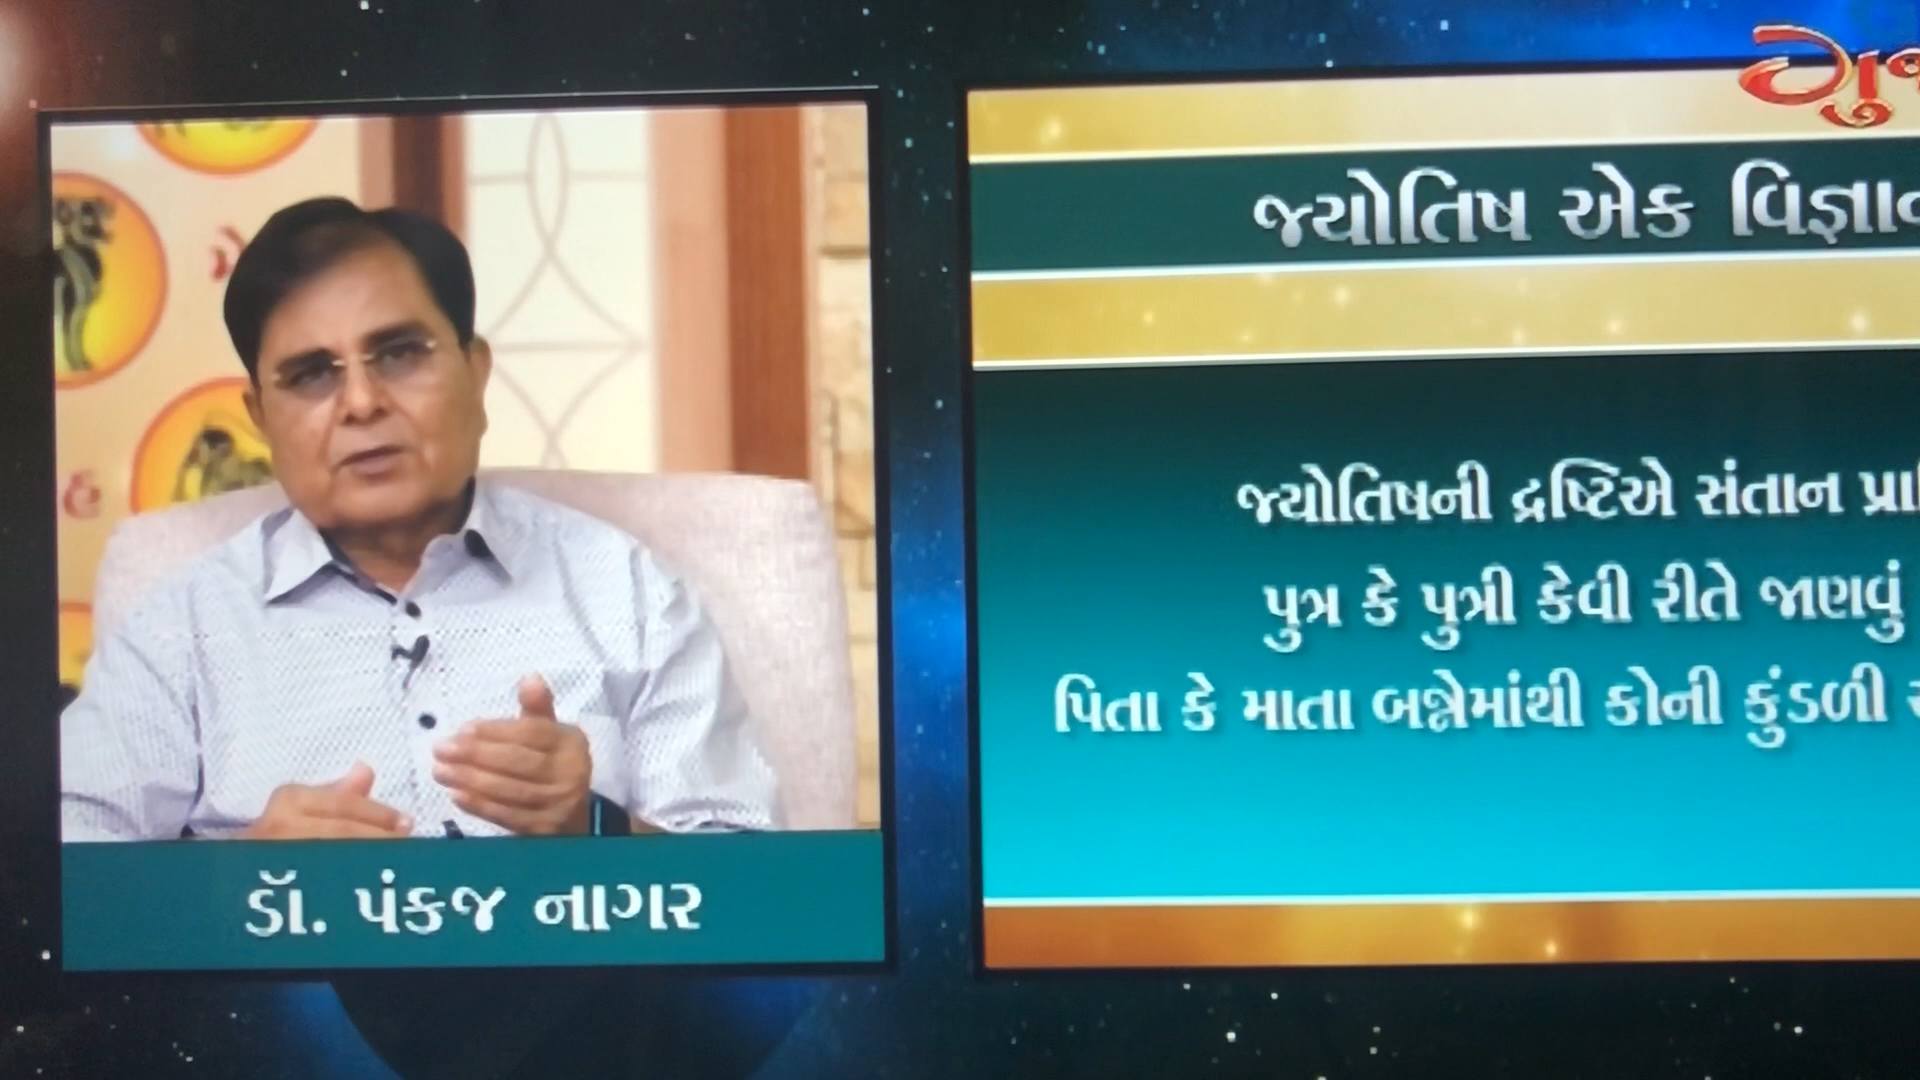 જ્યોતિષ એક
જ્યોતિષની દ્રષ્ટિએ સંતાન
પુત્ર કે પુત્રી કેવી રીતે જાણવું
પિતા કે માતા બન્નેમાંથી કોની કુંડળી
ડૉ. પંકજ નાગર